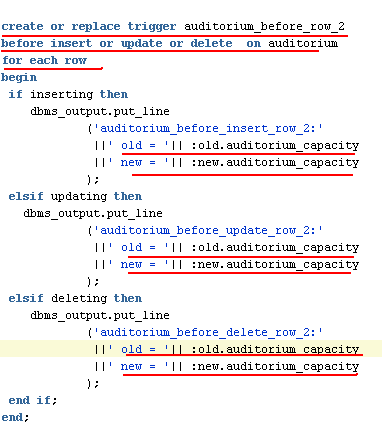 create or replace trigger auditorium_before_row_2
before insert or update or delete  on auditorium
for each row
begin
 if inserting then
    dbms_output.put_line
            ('auditorium_before_insert_row_2:'
             ||' old = '|| :old.auditorium_capacity
             ||' new = '|| :new.auditorium_capacity
            );
 elsif updating then
   dbms_output.put_line
            ('auditorium_before_update_row_2:'
             ||' old = '|| :old.auditorium_capacity
             ||' new = '|| :new.auditorium_capacity
            );
 elsif deleting then
    dbms_output.put_line
            ('auditorium_before_delete_row_2:'
             ||' old = '|| :old.auditorium_capacity
             ||' new = '|| :new.auditorium_capacity
            );
 end if;
end;